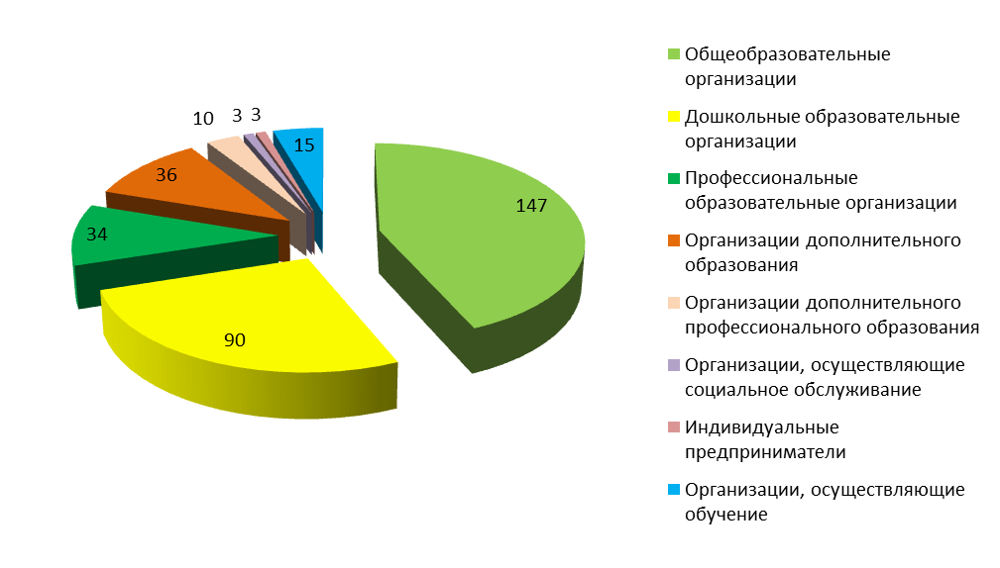 147
90
34
36
10
3
3
15
Общеобразовательные
организации
Дошкольные образовательные
организации
Профессиональные
образовательные организации
Организации дополнительного
образования
Организации дополнительного
профессионального образования
Организации, осуществляющие
социальное обслуживание
Индивидуальные
предприниматели
Организации, осуществляющие
обучение